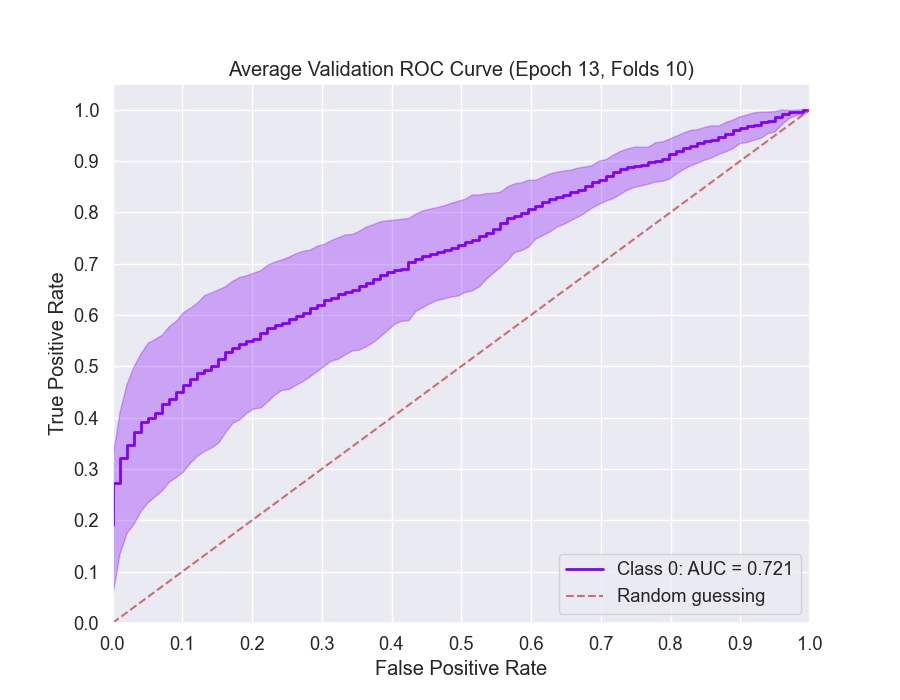 Average Validation ROC Curve (Epoch 13, Folds 10)
True Positive Rate
1.0
0.9
0.8
0.7
0.6
0.5
0.4
0.3
0.2
0.1
0.0
Class 0: AUC = 0.721
Random guessing
0.0 0.1 0.2 0.3 0.4 0.5 0.6 0.7 0.8 0.9 1.0
False Positive Rate